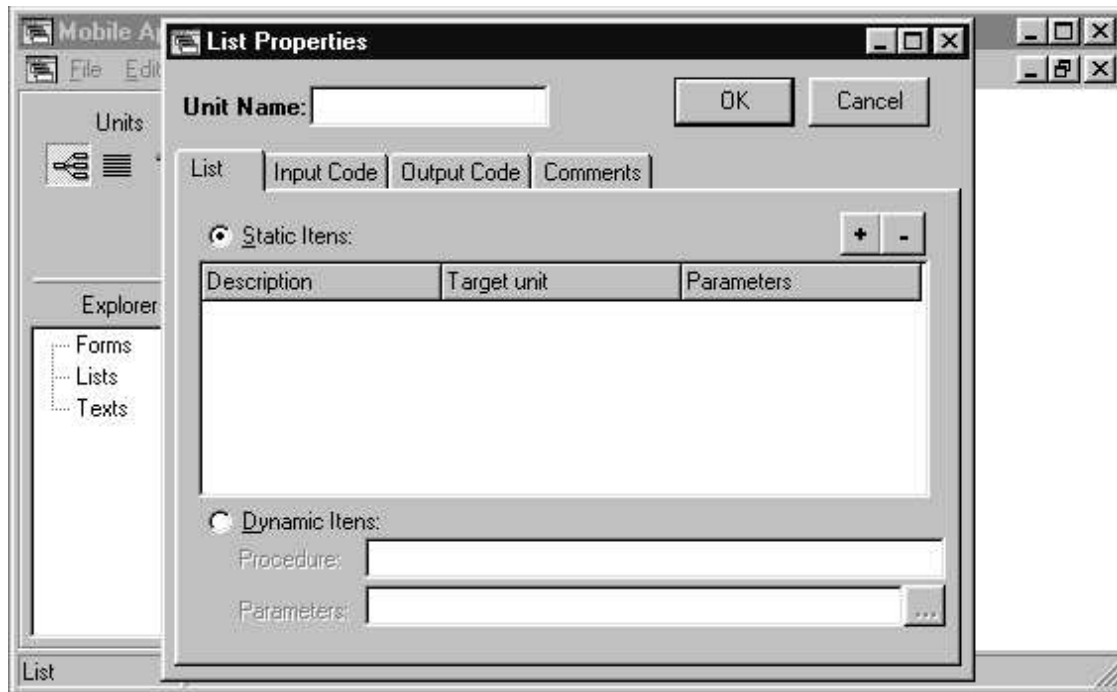 Mobile Ap
List Properties
File Edit
Unit Name:
OK
Cancel
Units
List
Input Code
Output Code
Comments
Static Itens:
+
-
Description
Target unit
Parameters
Explorer
Forms
Lists
Texts
Dynamic Itens:
Procedure:
Parameters:
...
List